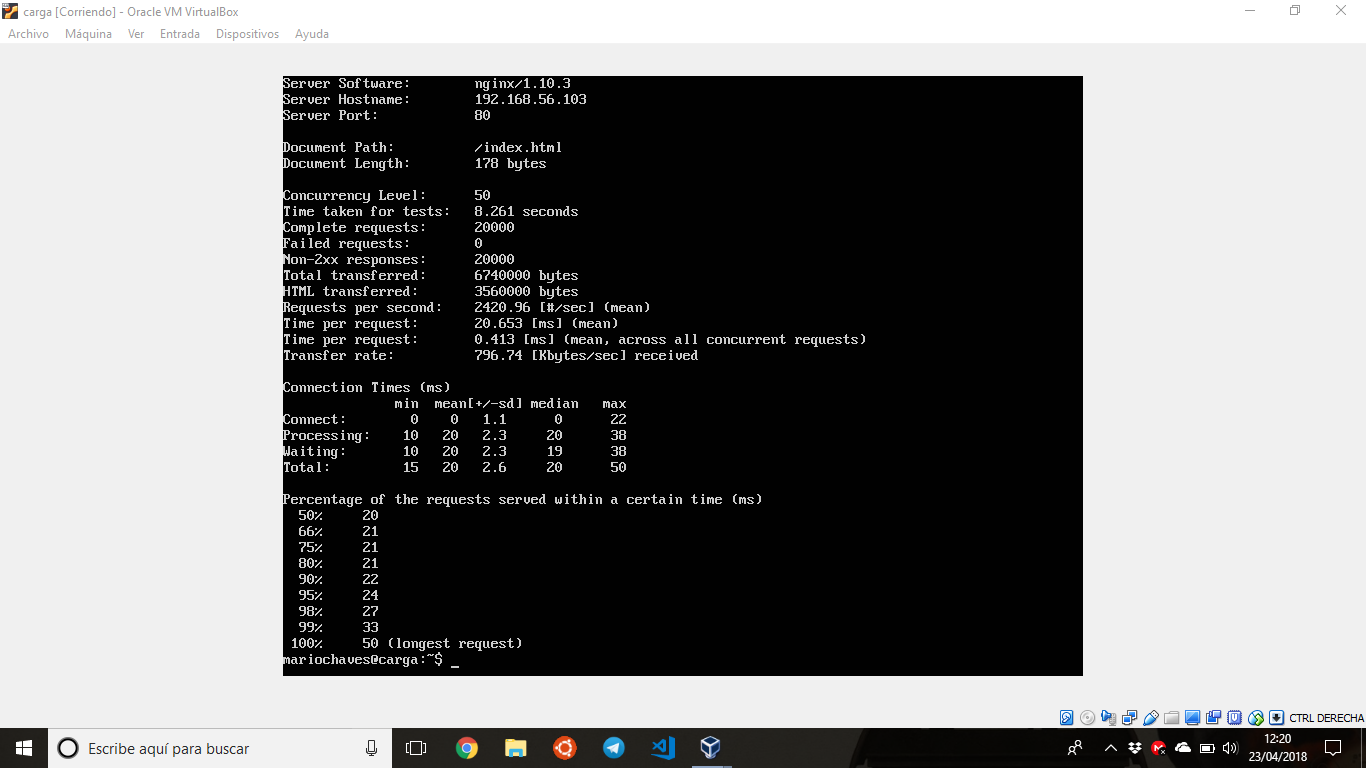 carga [Corriendo] - Oracle VM VirtualBox
Archivo Máquina Ver Entrada Dispositivos Ayuda
Server Software: nginx/1.10.3
Server Hostname: 192.168.56.103
Server Port: 80
Document Path: /index.html
Document Length: 178 bytes
Concurrency Level: 50
Time taken for tests: 8.261 seconds
Complete requests: 20000
Failed requests: 0
Non-2xx responses: 20000
Total transferred: 6740000 bytes
HTML transferred: 3560000 bytes
Requests per second: 2420.96 [#/sec] (mean)
Time per request: 20.653 [ms] (mean)
Time per request: 0.413 [ms] (mean, across all concurrent requests)
Transfer rate: 796.74 [Kbytes/sec] received
Connection Times (ms)
min mean[+/-sd] median max
Connect: 0 0 1.1 0 22
Processing: 10 20 2.3 20 38
Waiting: 10 20 2.3 19 38
Total: 15 20 2.6 20 50
Percentage of the requests served within a certain time (ms)
50% 20
66% 21
75% 21
80% 21
90% 22
95% 24
98% 27
99% 33
100% 50 (longest request)
mariochaves@carga:~$ _
CTRL DERECHA
Escribe aquí para buscar
12:20
23/04/2018